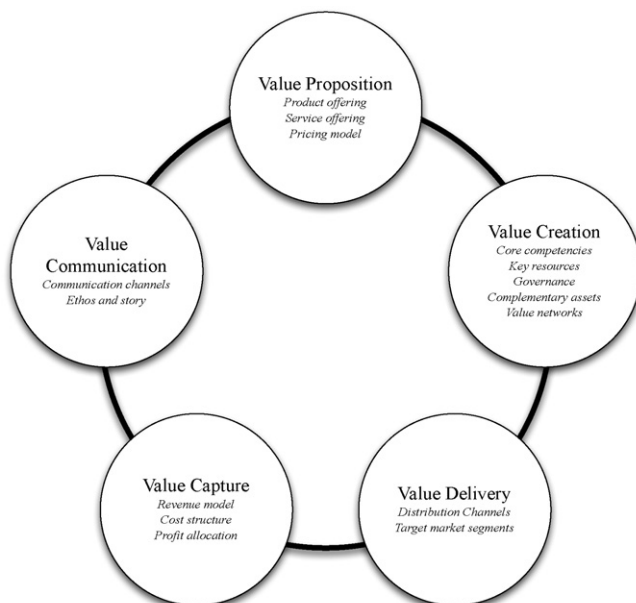 Value Proposition
Product offering
Service offering
Pricing model
Value Creation
Core competencies
Key resources
Governance
Complementary assets
Value networks
Value Delivery
Distribution Channels
Target market segments
Value Capture
Revenue model
Cost structure
Profit allocation
Value
Communication
Communication channels
Ethos and story